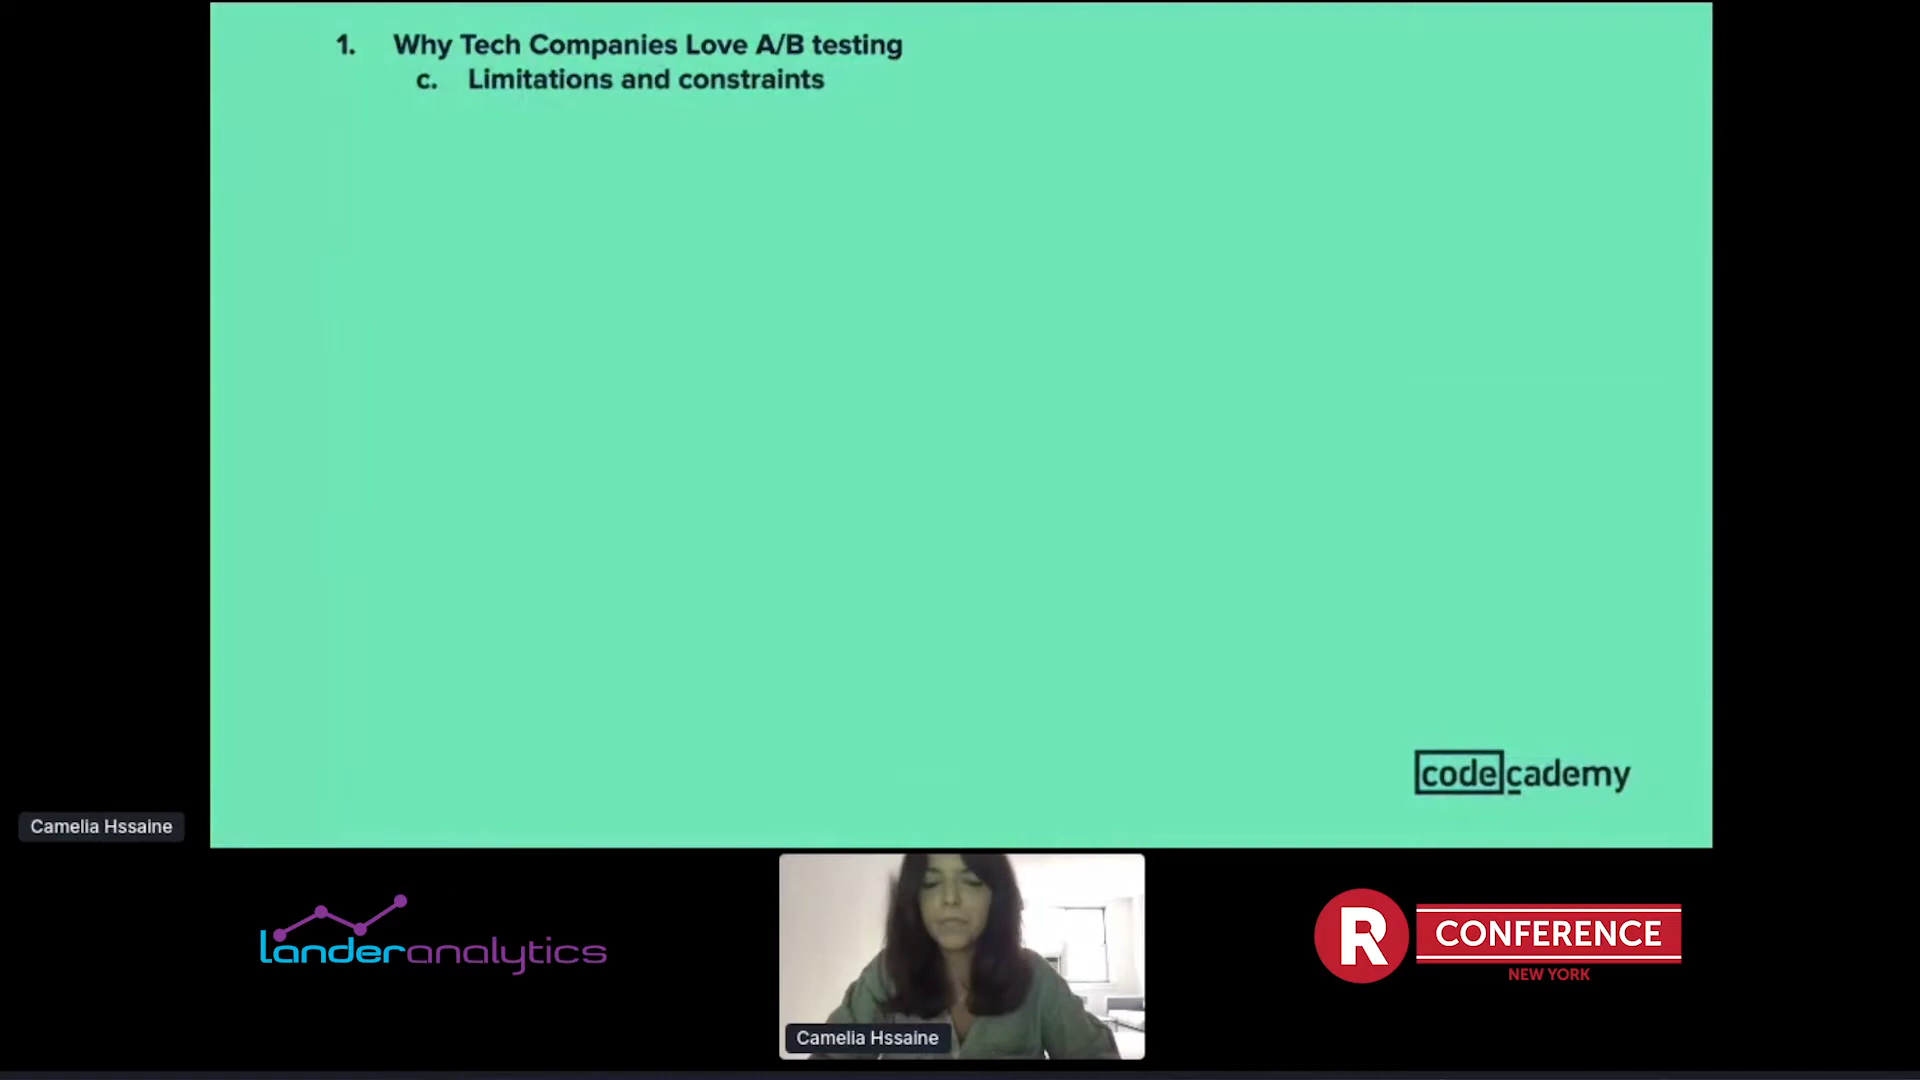 1. Why Tech Companies Love A/B testing
c. Limitations and constraints
codecademy
Camelia Hssaine
landeranalytics
Camelia Hssaine
R CONFERENCE
NEW YORK